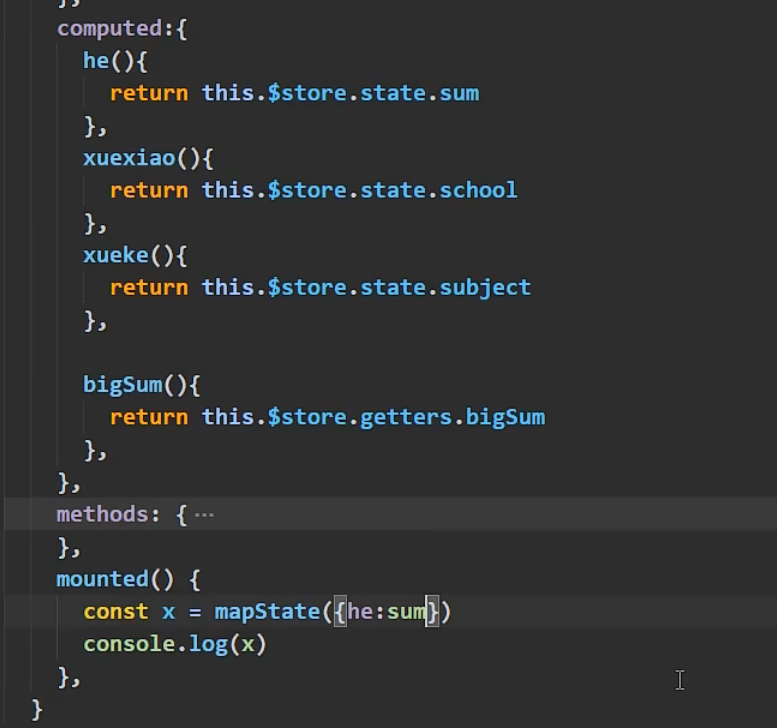 },
computed:{
he(){
return this.$store.state.sum
},
xuexiao(){
return this.$store.state.school
},
xueke(){
return this.$store.state.subject
},
bigSum(){
return this.$store.getters.bigSum
},
},
methods: { ···
},
mounted() {
const x = mapState({he:sum})
console.log(x)
},
}